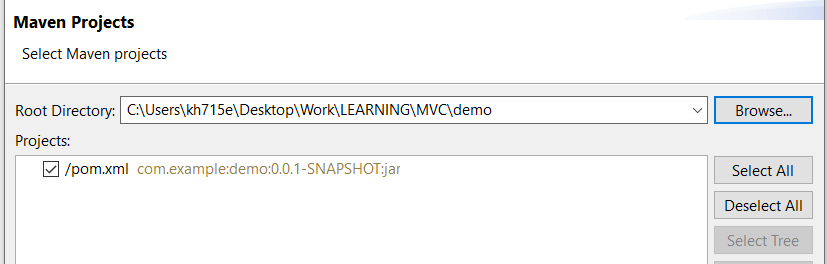 Maven Projects
Select Maven projects
Root Directory: C:\Users\kh715e\Desktop\Work\LEARNING\MVC\demo Browse...
Projects:
/pom.xml com.example:demo:0.0.1-SNAPSHOT:jar
Select All
Deselect All
Select Tree